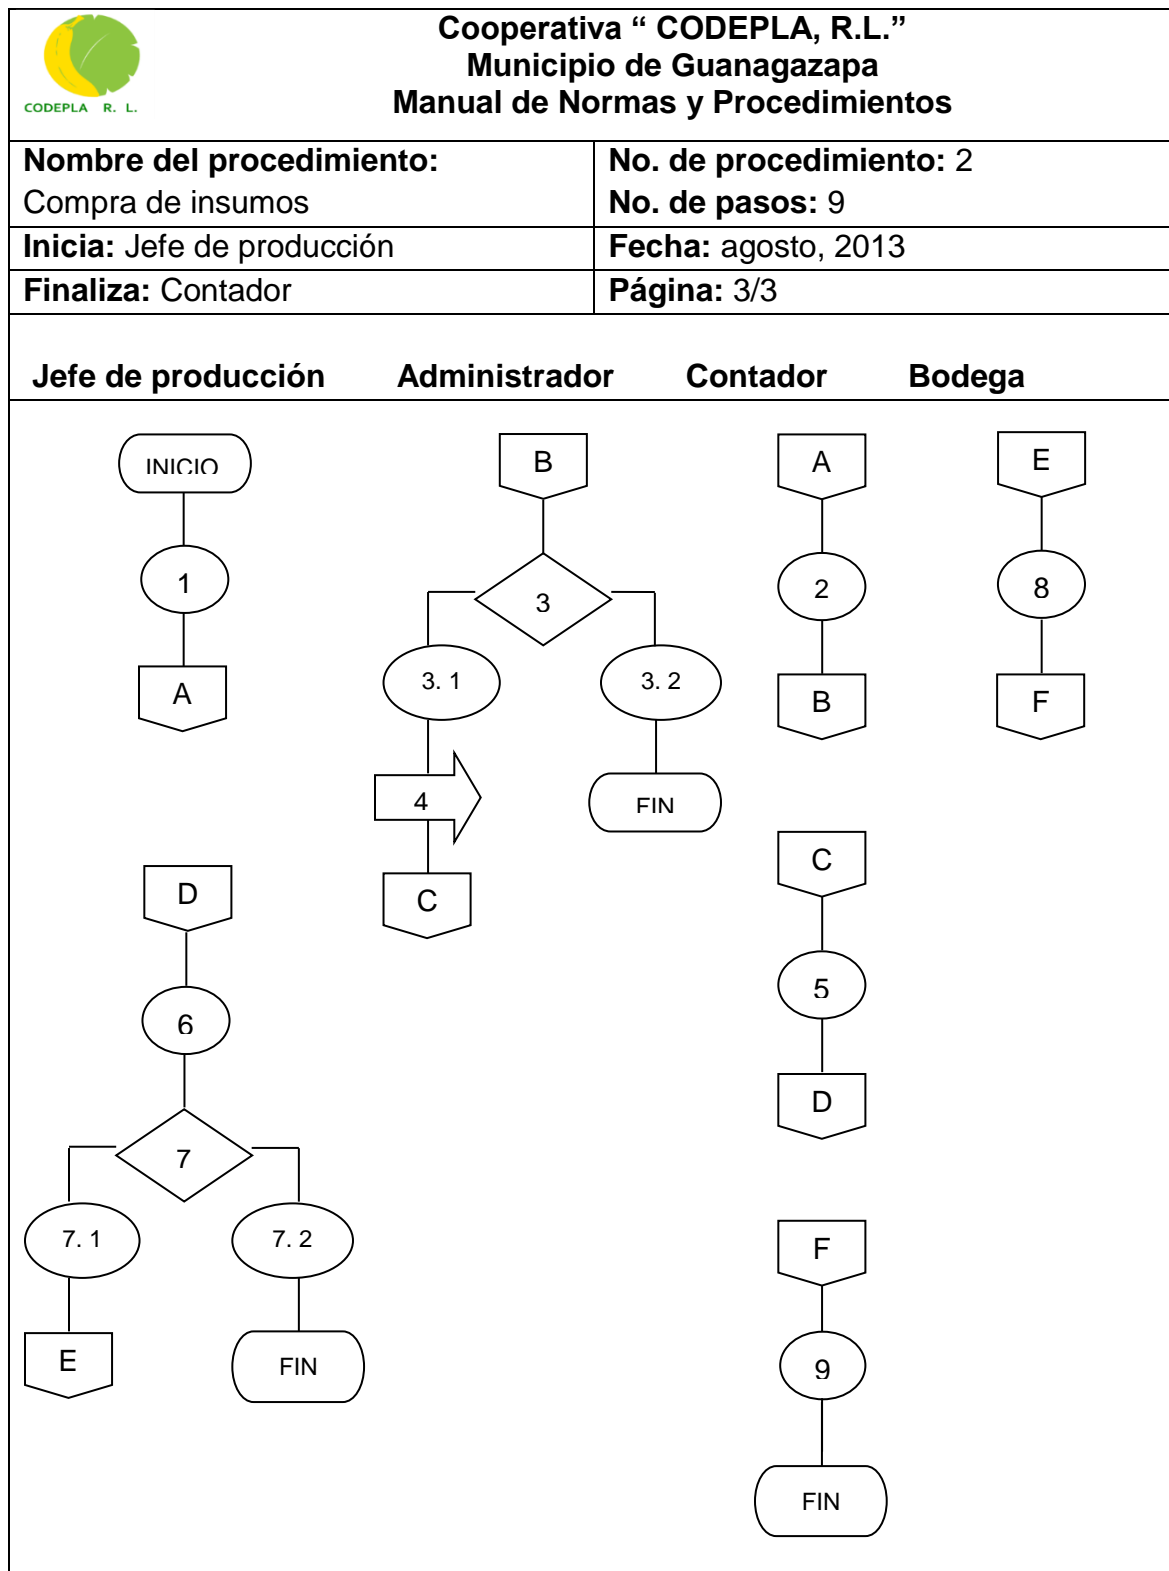 CODEPLA R. L.
Cooperativa “ CODEPLA, R.L.”
Municipio de Guanagazapa
Manual de Normas y Procedimientos
Nombre del procedimiento:
Compra de insumos
No. de procedimiento: 2
No. de pasos: 9
Inicia: Jefe de producción
Fecha: agosto, 2013
Finaliza: Contador
Página: 3/3
Jefe de producción Administrador Contador Bodega
INICIO
1
A
D
6
7
7. 1
7. 2
E
FIN
B
3
3. 1
3. 2
4
FIN
C
A
2
B
C
5
D
F
9
FIN
E
8
F